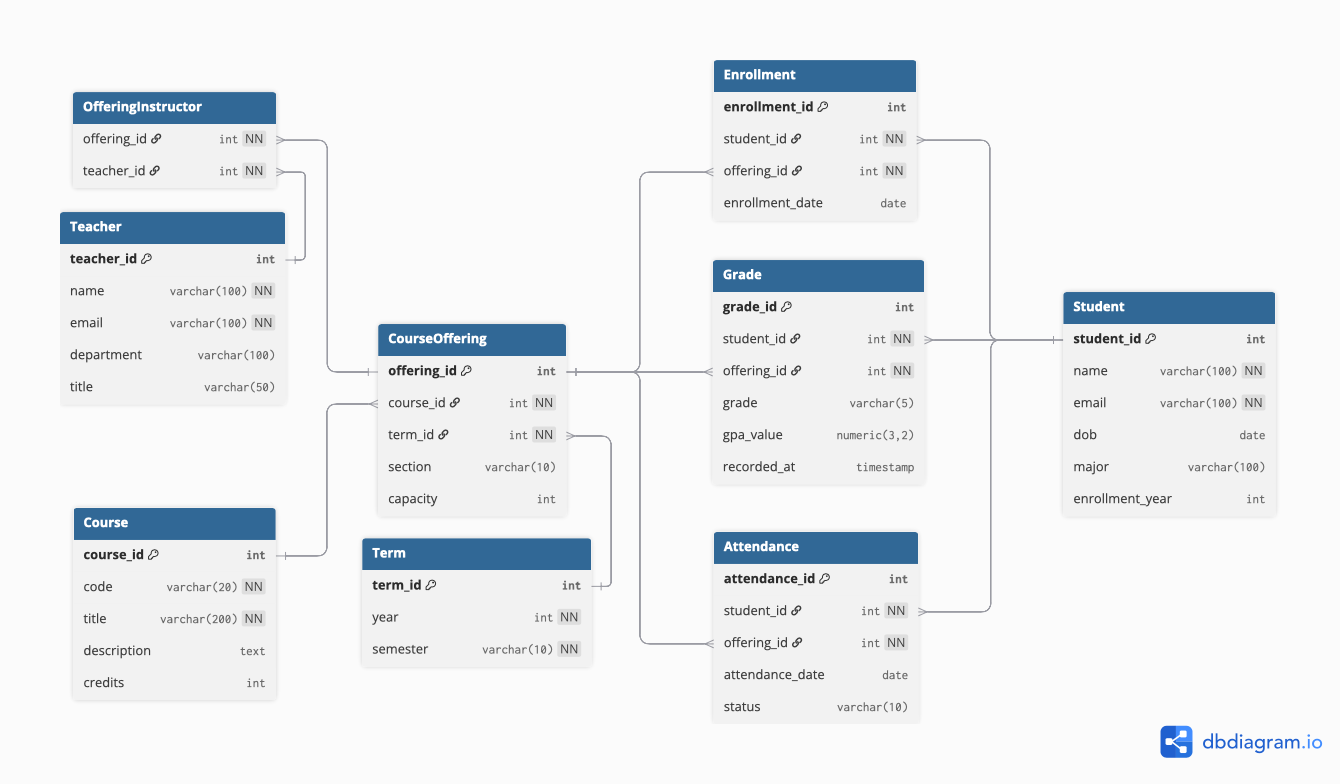 OfferingInstructor
offering_id int NN
teacher_id int NN
Teacher
teacher_id int
name varchar(100) NN
email varchar(100) NN
department varchar(100)
title varchar(50)
Course
course_id int
code varchar(20) NN
title varchar(200) NN
description text
credits int
CourseOffering
offering_id int
course_id int NN
term_id int NN
section varchar(10)
capacity int
Term
term_id int
year int NN
semester varchar(10) NN
Enrollment
enrollment_id int
student_id int NN
offering_id int NN
enrollment_date date
Grade
grade_id int
student_id int NN
offering_id int NN
grade varchar(5)
gpa_value numeric(3,2)
recorded_at timestamp
Attendance
attendance_id int
student_id int NN
offering_id int NN
attendance_date date
status varchar(10)
Student
student_id int
name varchar(100) NN
email varchar(100) NN
dob date
major varchar(100)
enrollment_year int
dbdiagram.io